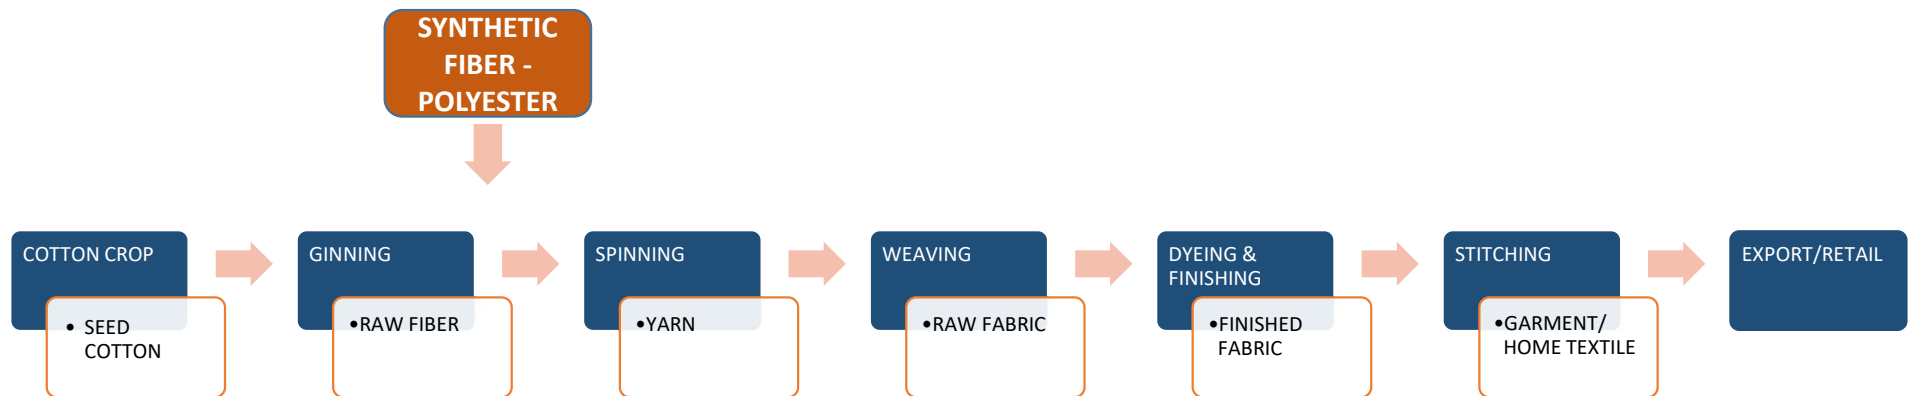 SYNTHETIC
FIBER -
POLYESTER
COTTON CROP
• SEED
COTTON
GINNING
•RAW FIBER
SPINNING
•YARN
WEAVING
•RAW FABRIC
DYEING &
FINISHING
•FINISHED
FABRIC
STITCHING
•GARMENT/
HOME TEXTILE
EXPORT/RETAIL